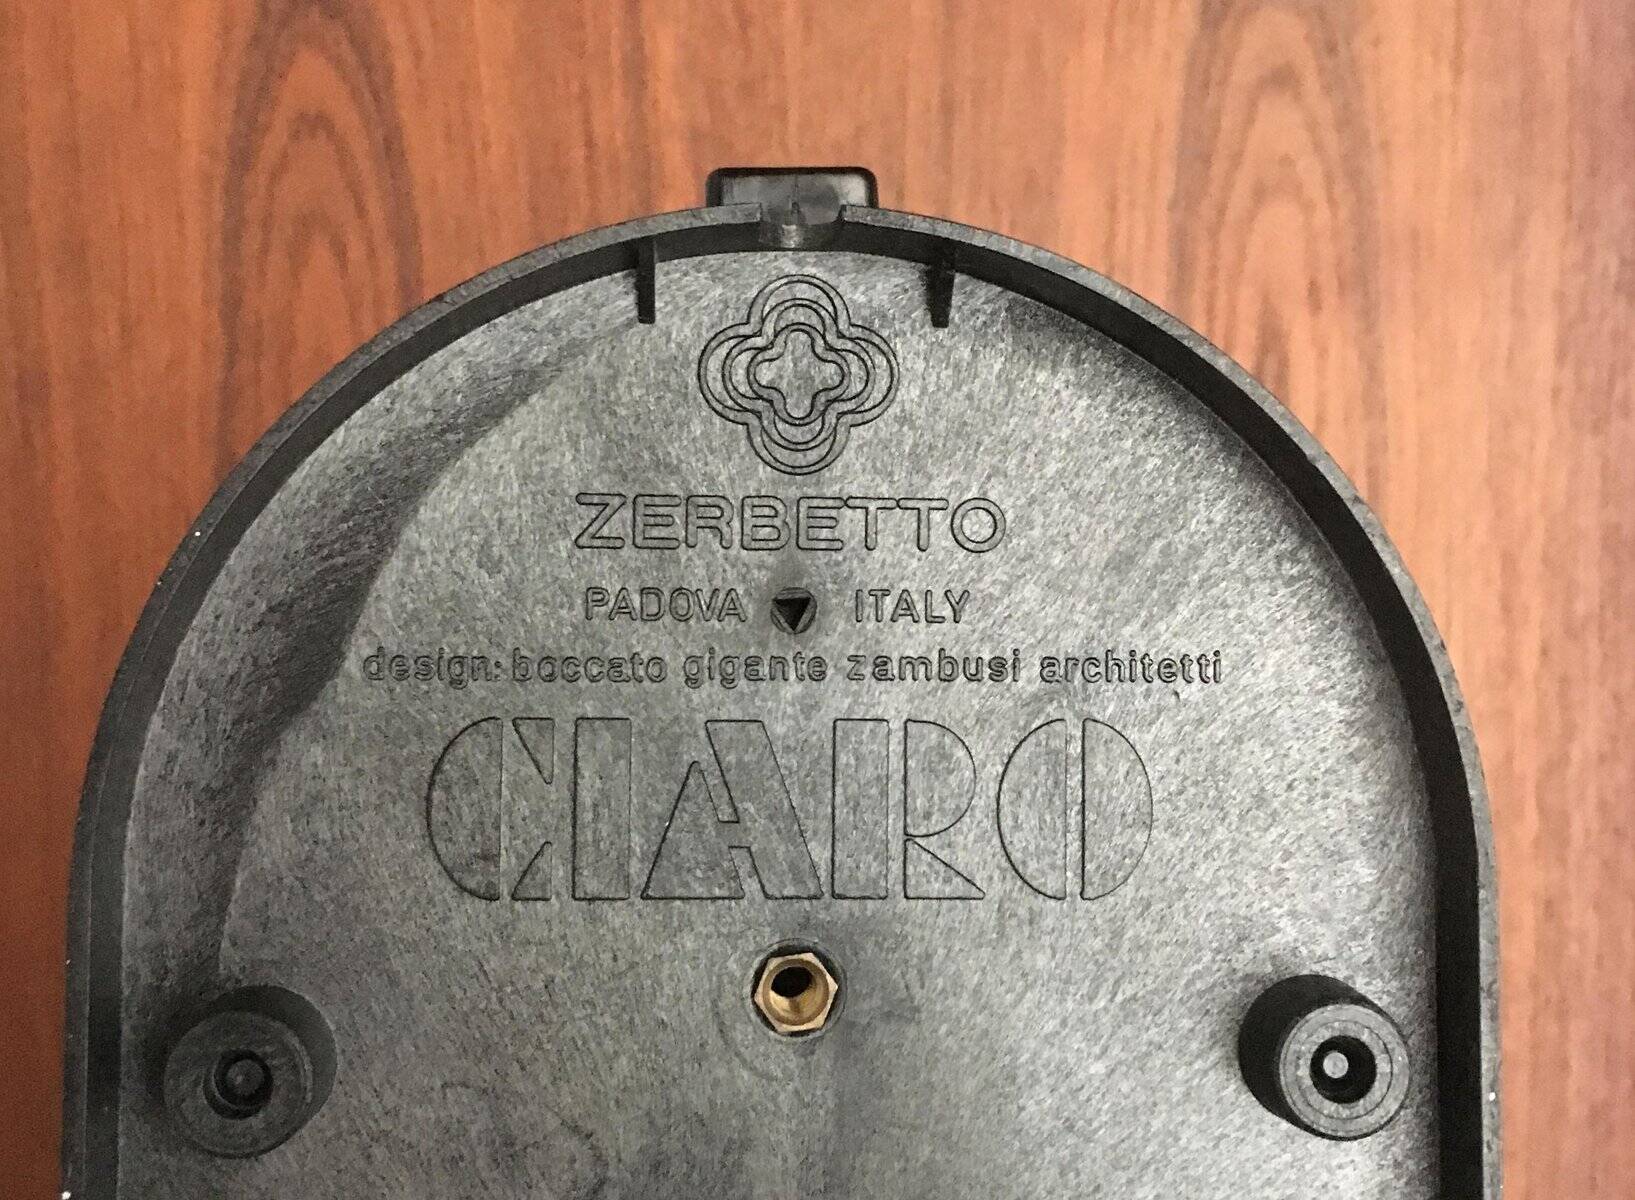 ZERBETTO
PADOVA ITALY
design: boccato gigante zambusi architetti
CIARO